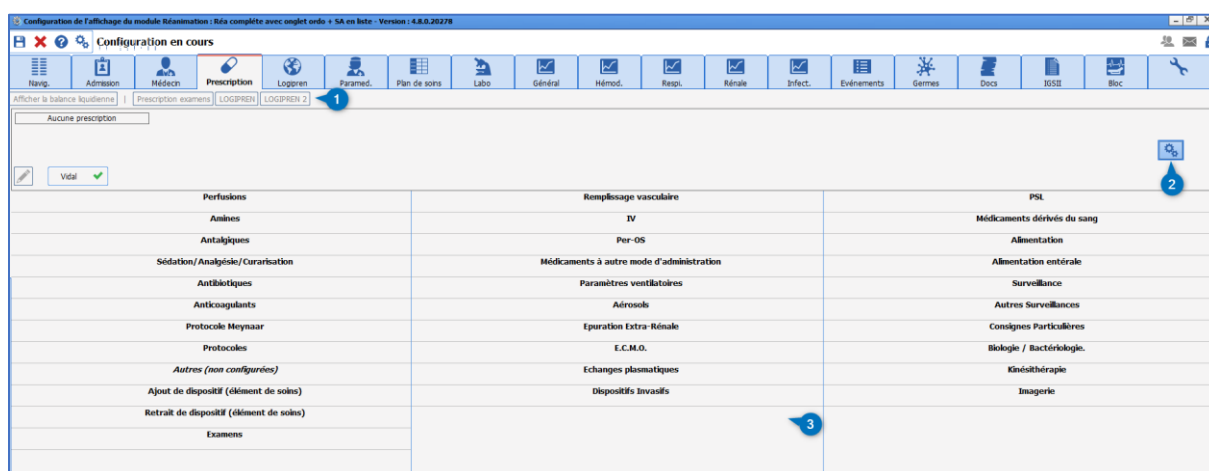 Configuration de l'affichage du module Réanimation : Réa complète avec onglet ordo + SA en liste - Version : 4.8.0.20278
Configuration en cours
Navig. Admission Médecin Prescription Logipren Paramed. Plan de soins Labo Général Hémod. Respi. Rénale Infect. Evénements Germes Docs IGSII Bloc
Afficher la balance liquidienne | Prescription examens LOGIPREN LOGIPREN 2 1
Aucune prescription
Vidal 2
Perfusions Remplissage vasculaire PSL
Amines IV Médicaments dérivés du sang
Antalgiques Per-OS Alimentation
Sédation/Analgésie/Curarisation Médicaments à autre mode d'administration Alimentation entérale
Antibiotiques Paramètres ventilatoires Surveillance
Anticoagulants Aérosols Autres Surveillances
Protocole Meynaar Epuration Extra-Rénale Consignes Particulières
Protocoles E.C.M.O. Biologie / Bactériologie.
Autres (non configurées) Echanges plasmatiques Kinésithérapie
Ajout de dispositif (élément de soins) Dispositifs Invasifs Imagerie
Retrait de dispositif (élément de soins) 3
Examens